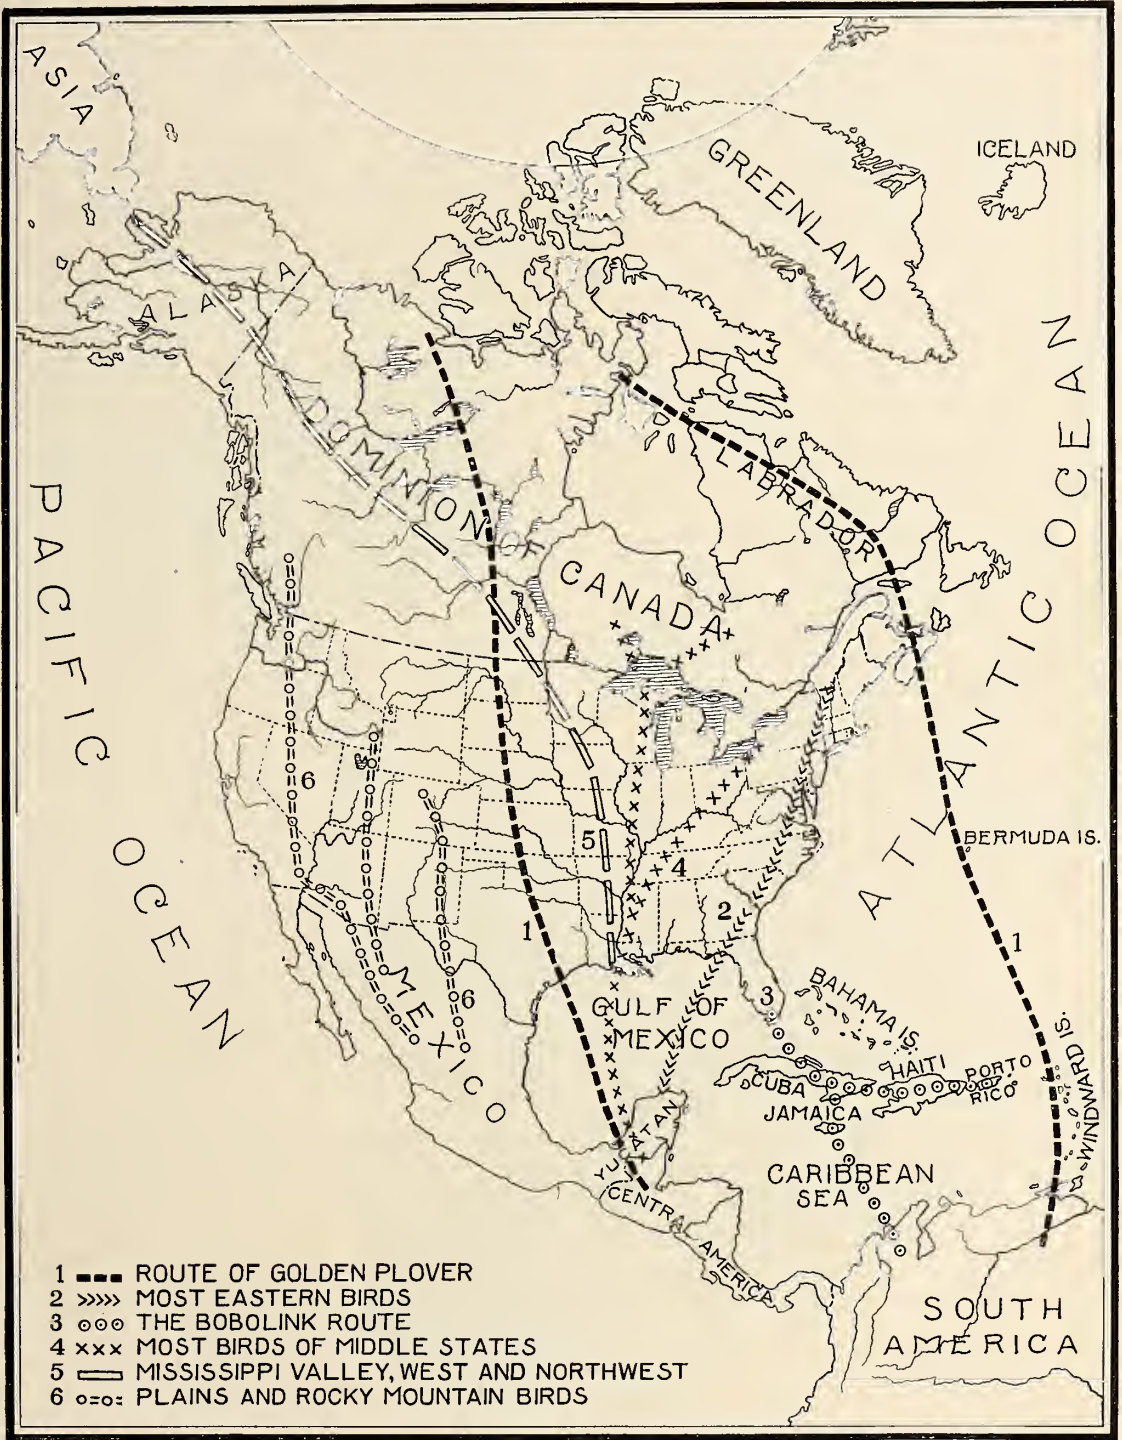 ASIA
ICELAND
GREENLAND
ALASKA
DOMINION
OF
CANADA
LABRADOR
PACIFIC
OCEAN
ATLANTIC OCEAN
6
5
4
2
1
1
BERMUDA IS.
3
BAHAMA IS.
GULF OF
MEXICO
MEXICO
6
CUBA
HAITI
PORTO
RICO
JAMAICA
WINDWARD IS.
YUCATAN
CARIBBEAN
SEA
CENTRAL AMERICA
SOUTH
AMERICA
1 ROUTE OF GOLDEN PLOVER
2 >>>>> MOST EASTERN BIRDS
3 ooo THE BOBOLINK ROUTE
4 xxx MOST BIRDS OF MIDDLE STATES
5 MISSISSIPPI VALLEY, WEST AND NORTHWEST
6 o=o= PLAINS AND ROCKY MOUNTAIN BIRDS